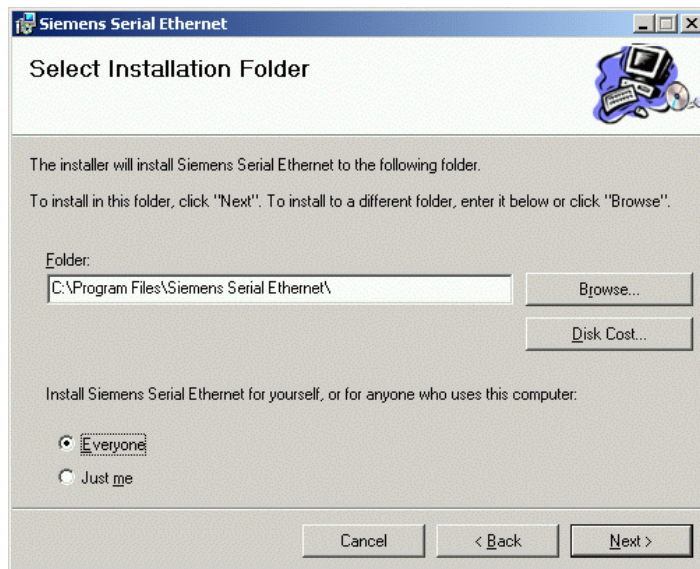 Siemens Serial Ethernet
Select Installation Folder
The installer will install Siemens Serial Ethernet to the following folder.
To install in this folder, click "Next". To install to a different folder, enter it below or click "Browse".
Folder:
C:\Program Files\Siemens Serial Ethernet\
Browse...
Disk Cost...
Install Siemens Serial Ethernet for yourself, or for anyone who uses this computer:
Everyone
Just me
Cancel
< Back
Next >